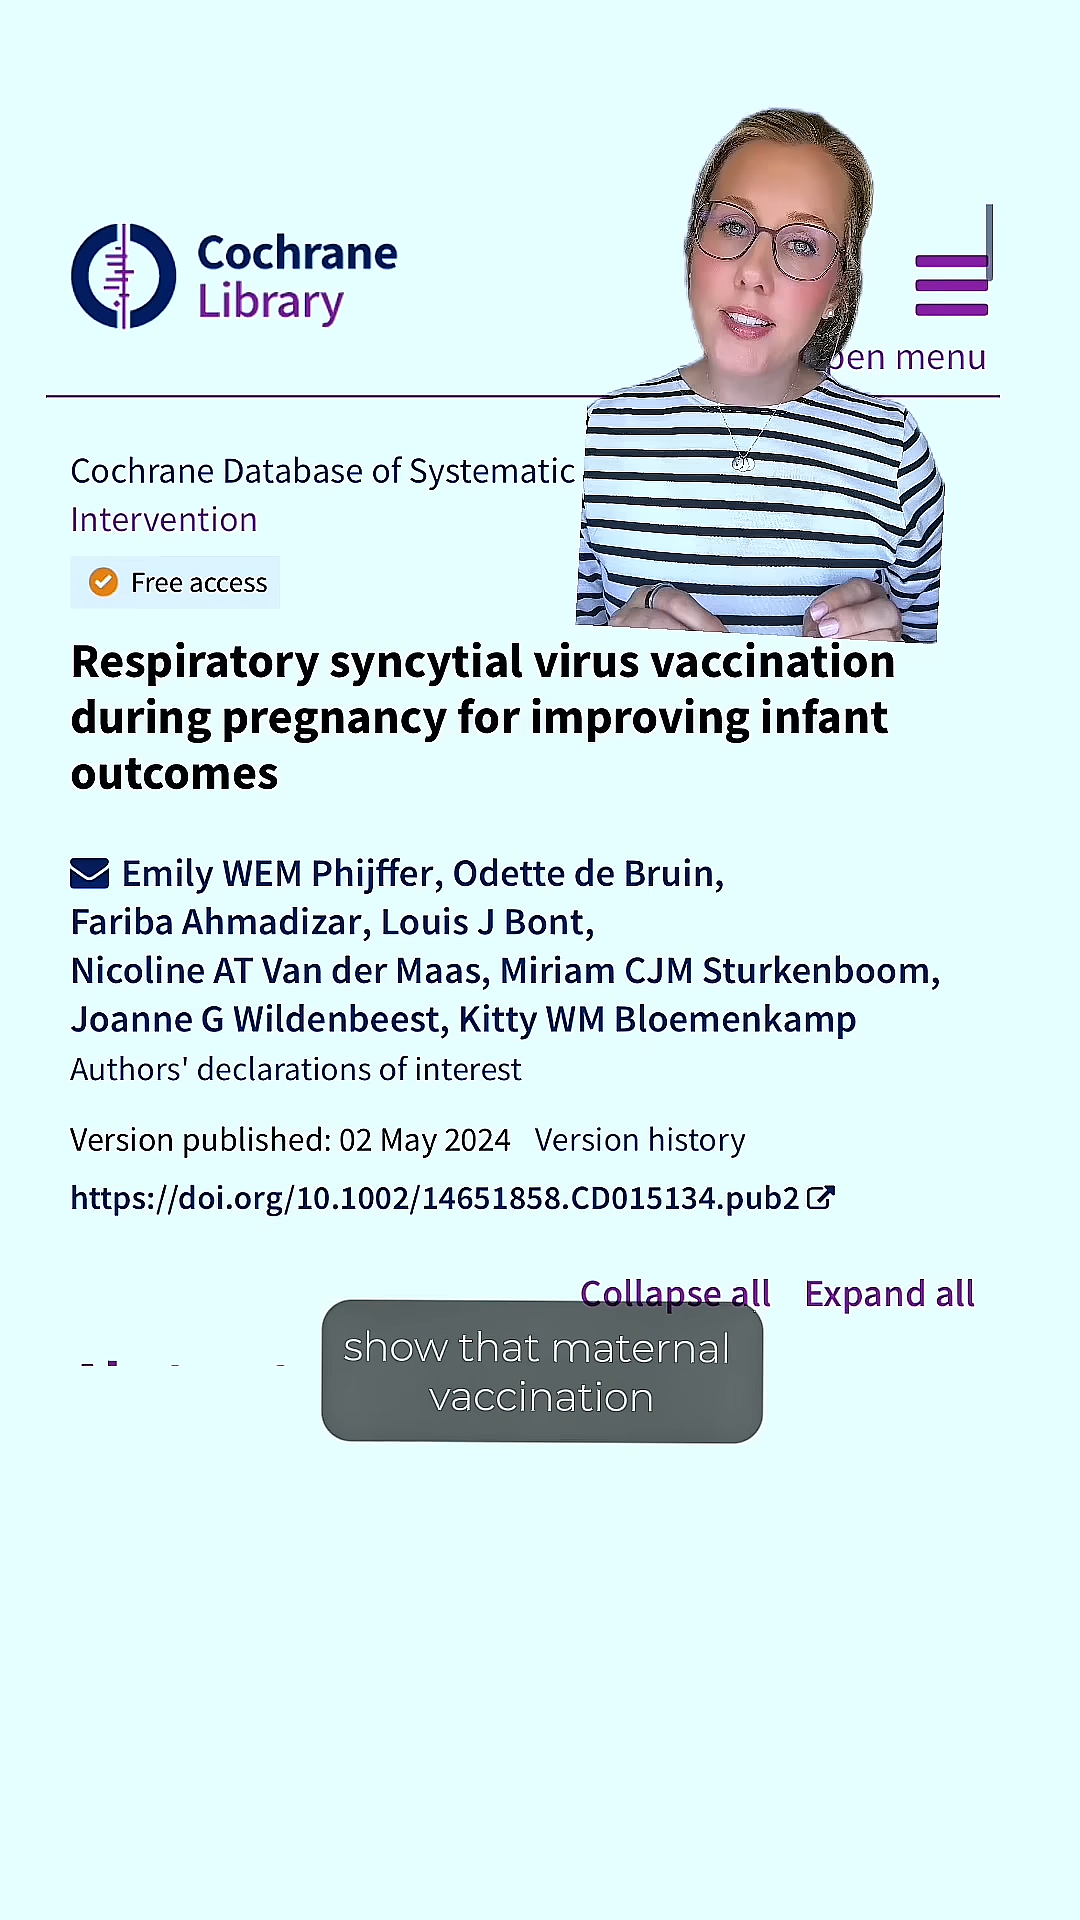 Cochrane
Library
pen menu
Cochrane Database of Systematic
Intervention
Free access
Respiratory syncytial virus vaccination
during pregnancy for improving infant
outcomes
Emily WEM Phijffer, Odette de Bruin,
Fariba Ahmadizar, Louis J Bont,
Nicoline AT Van der Maas, Miriam CJM Sturkenboom,
Joanne G Wildenbeest, Kitty WM Bloemenkamp
Authors' declarations of interest
Version published: 02 May 2024 Version history
https://doi.org/10.1002/14651858.CD015134.pub2
Collapse all Expand all
show that maternal
vaccination